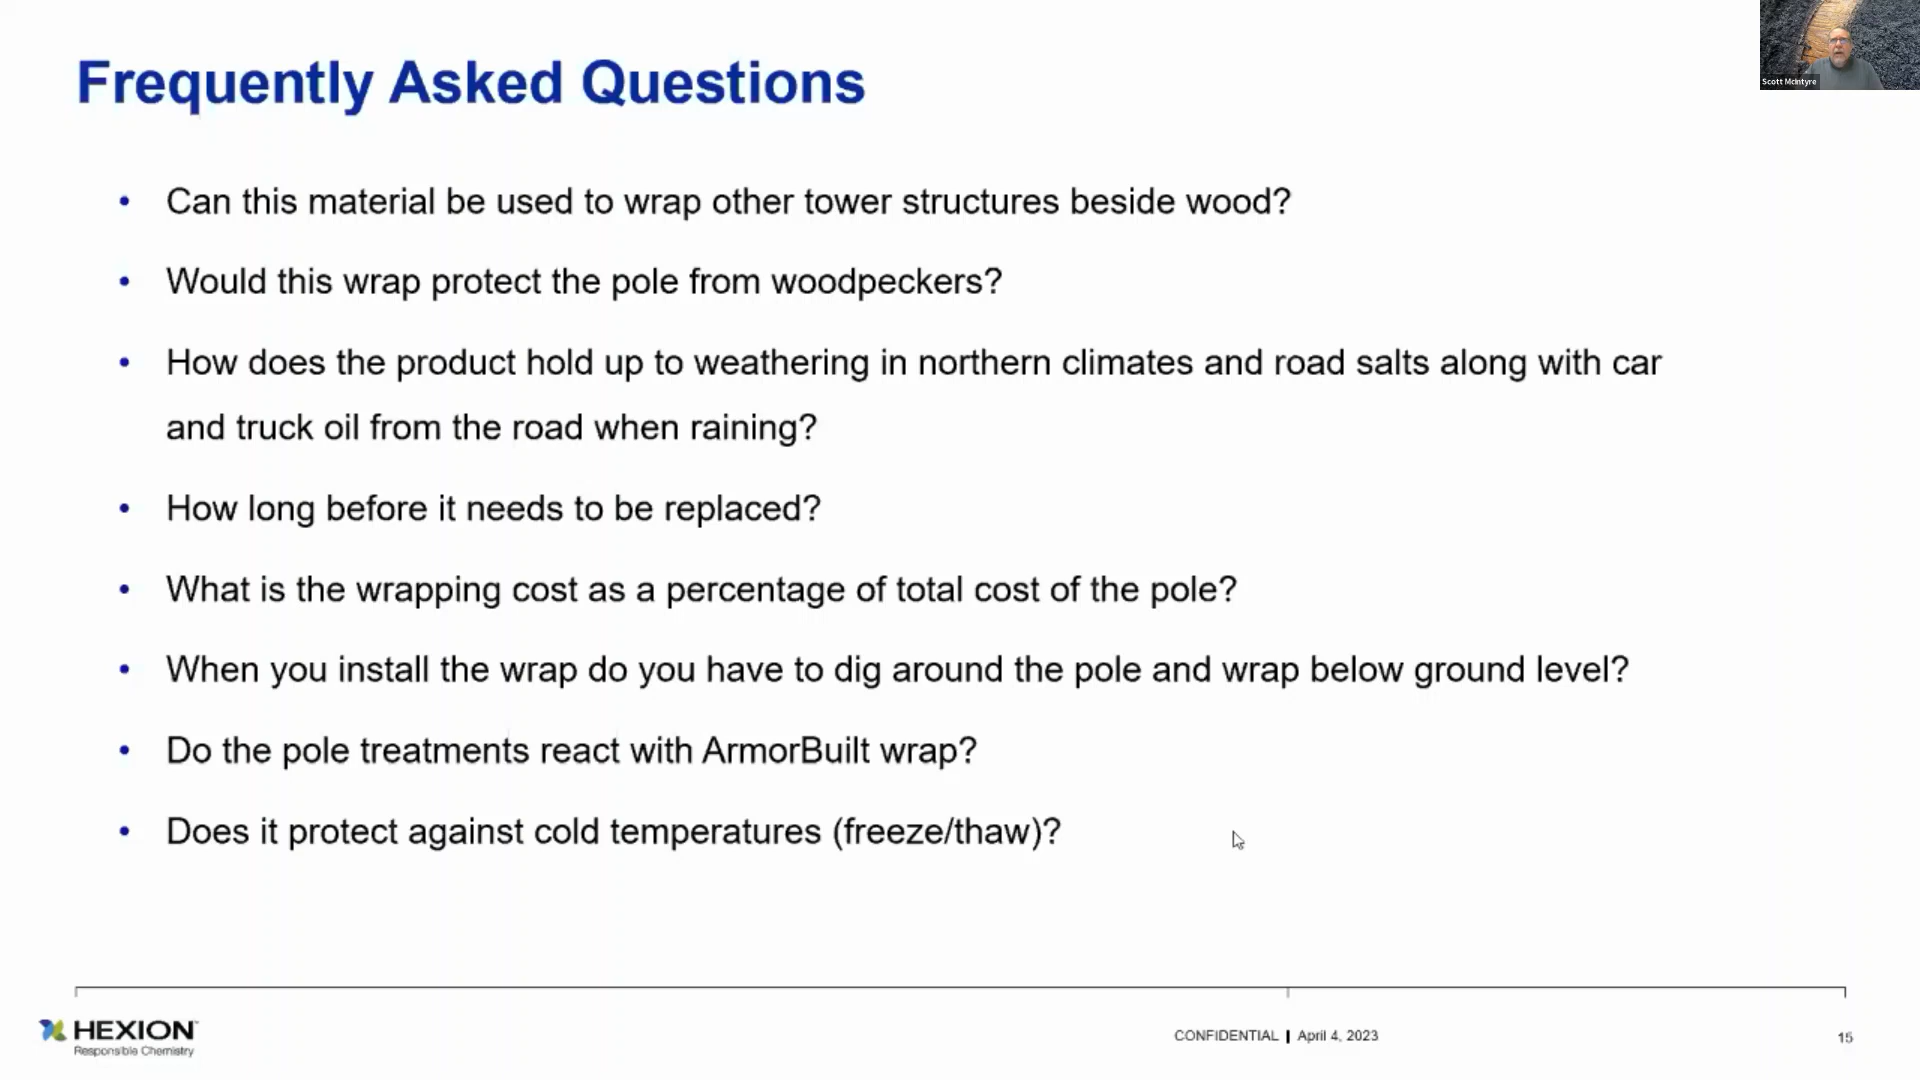 Frequently Asked Questions
Scott McIntyre
• Can this material be used to wrap other tower structures beside wood?
• Would this wrap protect the pole from woodpeckers?
• How does the product hold up to weathering in northern climates and road salts along with car
and truck oil from the road when raining?
• How long before it needs to be replaced?
• What is the wrapping cost as a percentage of total cost of the pole?
• When you install the wrap do you have to dig around the pole and wrap below ground level?
• Do the pole treatments react with ArmorBuilt wrap?
• Does it protect against cold temperatures (freeze/thaw)?
HEXION™
Responsible Chemistry
CONFIDENTIAL | April 4, 2023
15